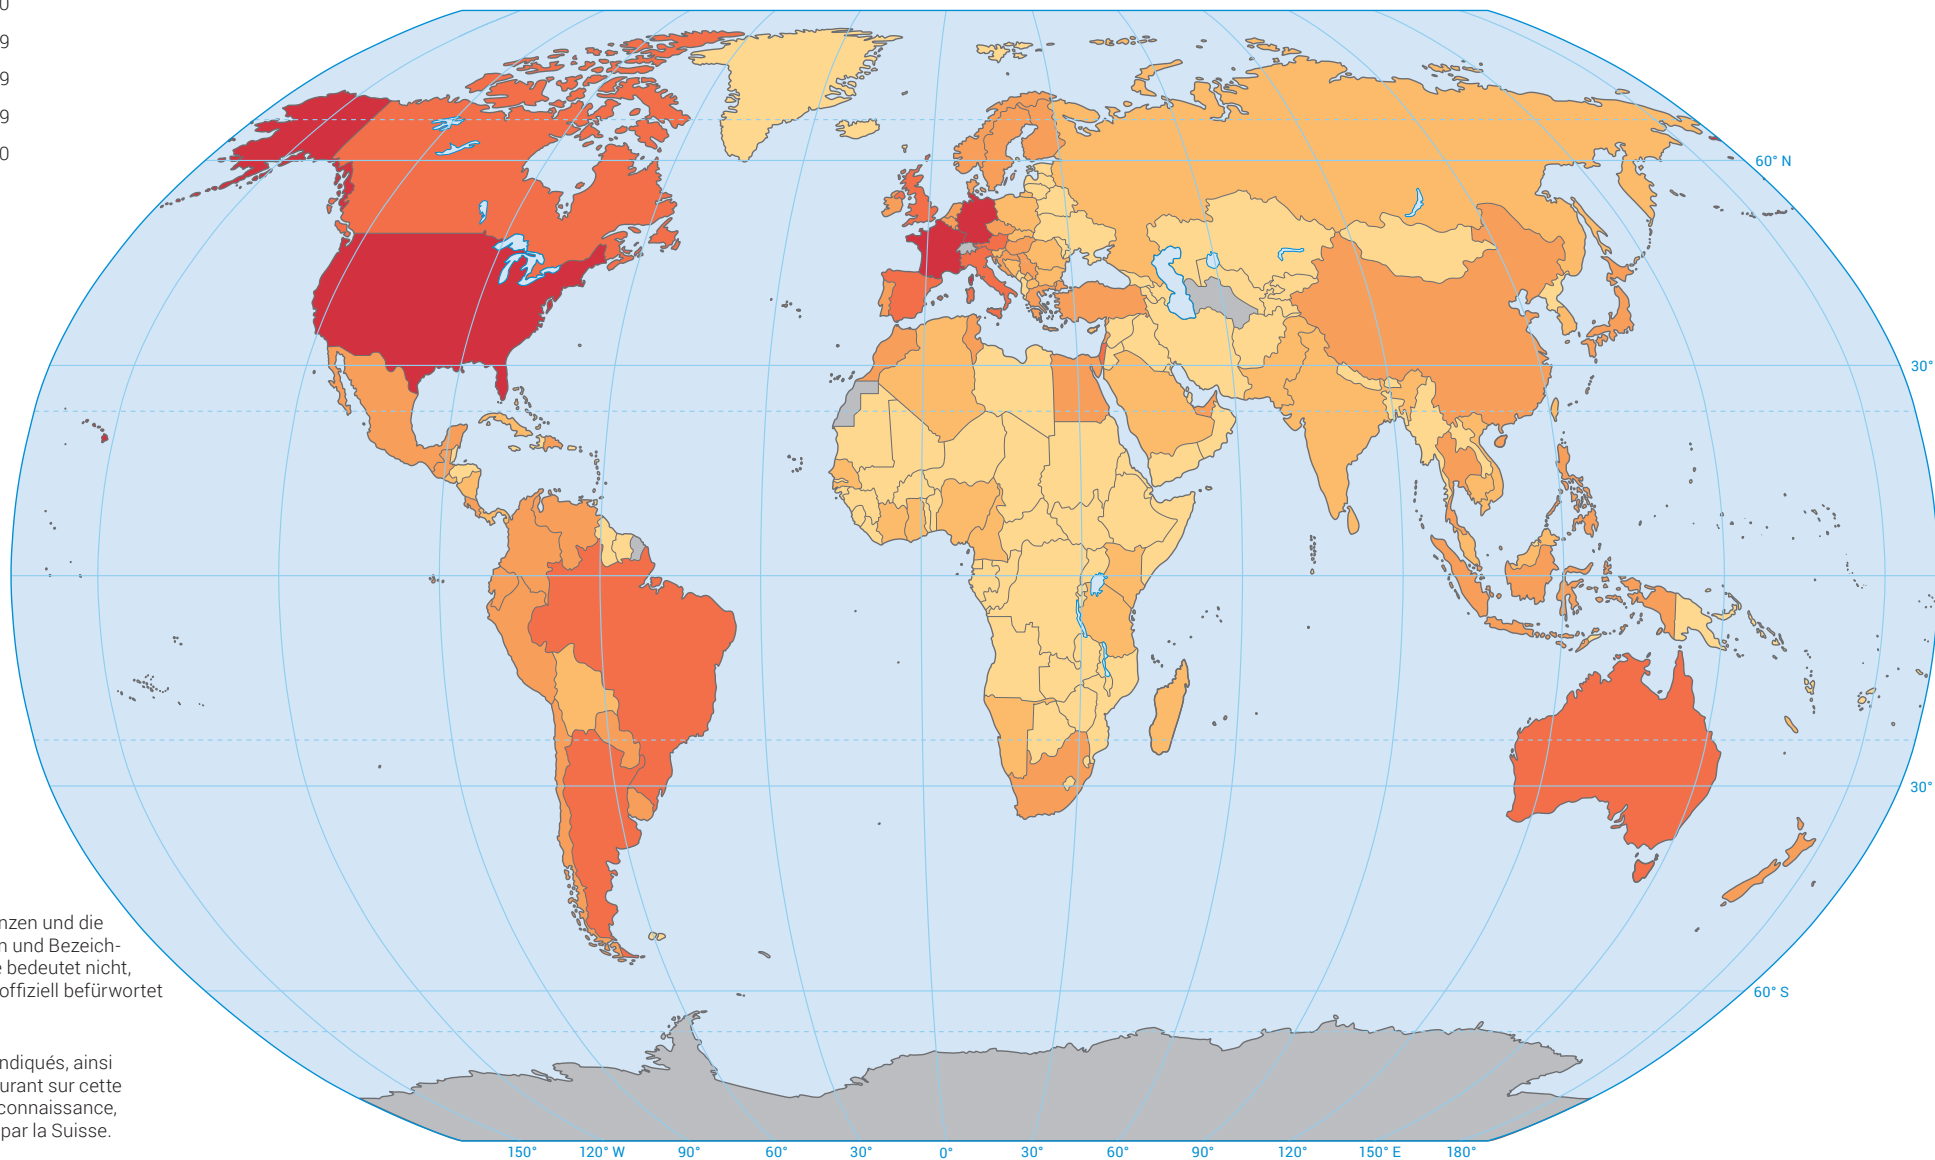 0
9
9
9
0
60° N
30°
30°
60° S
nzen und die
n und Bezeich-
e bedeutet nicht,
offiziell befürwortet
ndiqués, ainsi
urant sur cette
connaissance,
par la Suisse.
150° 120° W 90° 60° 30° 0° 30° 60° 90° 120° 150° E 180°